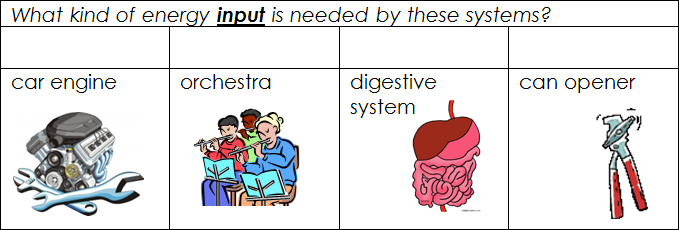 What kind of energy input is needed by these systems?
car engine
orchestra
digestive
system
can opener